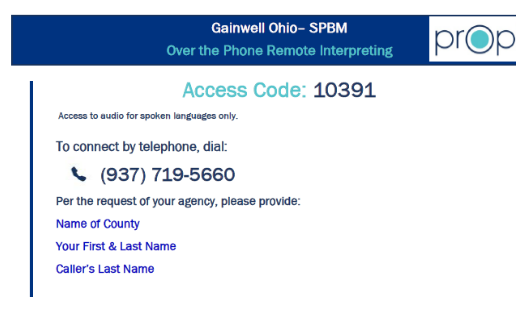 Gainwell Ohio– SPBM
Over the Phone Remote Interpreting
prop
Access Code: 10391
Access to audio for spoken languages only.
To connect by telephone, dial:
(937) 719-5660
Per the request of your agency, please provide:
Name of County
Your First & Last Name
Caller's Last Name